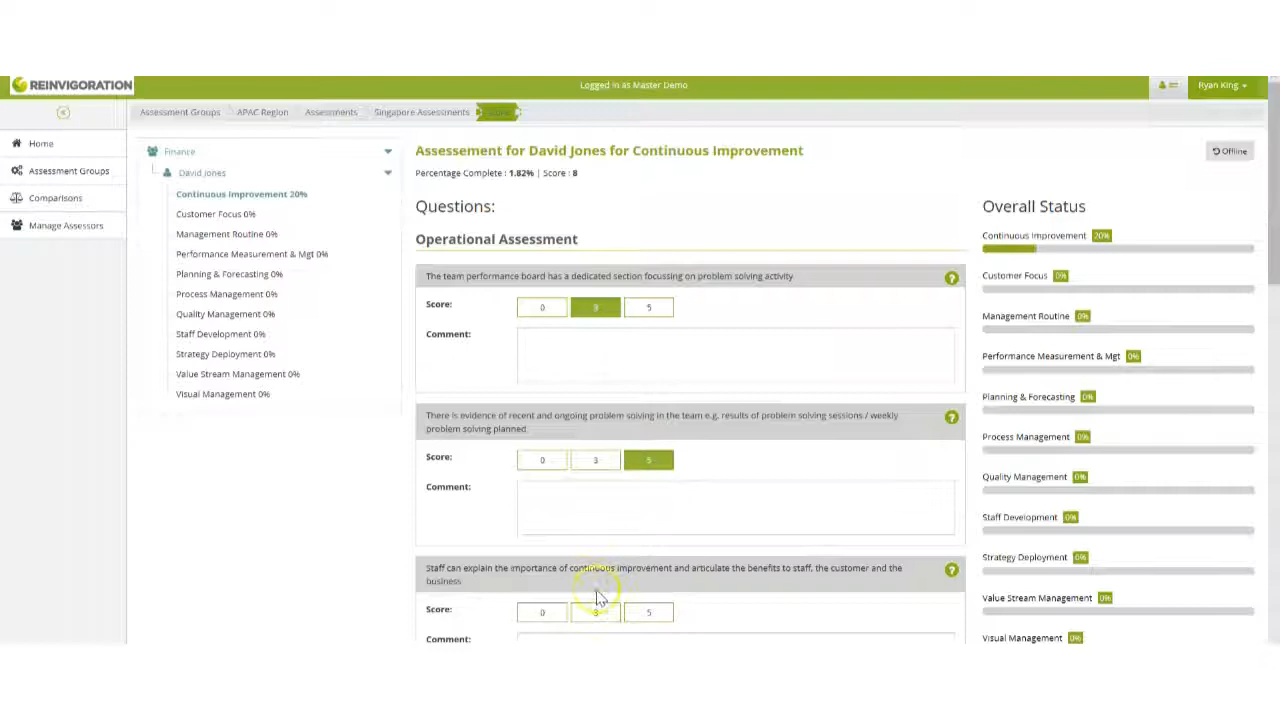 REINVIGORATION
Logged in as Master Demo
Ryan King
Assessment Groups
APAC Region
Assessments
Singapore Assessments
Home
Assessment Groups
Comparisons
Manage Assessors
Finance
David Jones
Continuous Improvement 20%
Customer Focus 0%
Management Routine 0%
Performance Measurement & Mgt 0%
Planning & Forecasting 0%
Process Management 0%
Quality Management 0%
Staff Development 0%
Strategy Deployment 0%
Value Stream Management 0%
Visual Management 0%
Assessement for David Jones for Continuous Improvement
Offline
Percentage Complete : 1.82% | Score : 8
Questions:
Operational Assessment
The team performance board has a dedicated section focussing on problem solving activity
?
Score: 0 3 5
Comment:
There is evidence of recent and ongoing problem solving in the team e.g. results of problem solving sessions / weekly
problem solving planned.
?
Score: 0 3 5
Comment:
Staff can explain the importance of continuous improvement and articulate the benefits to staff, the customer and the
business
?
Score: 0 3 5
Comment:
Overall Status
Continuous Improvement 20%
Customer Focus 0%
Management Routine 0%
Performance Measurement & Mgt 0%
Planning & Forecasting 0%
Process Management 0%
Quality Management 0%
Staff Development 0%
Strategy Deployment 0%
Value Stream Management 0%
Visual Management 0%